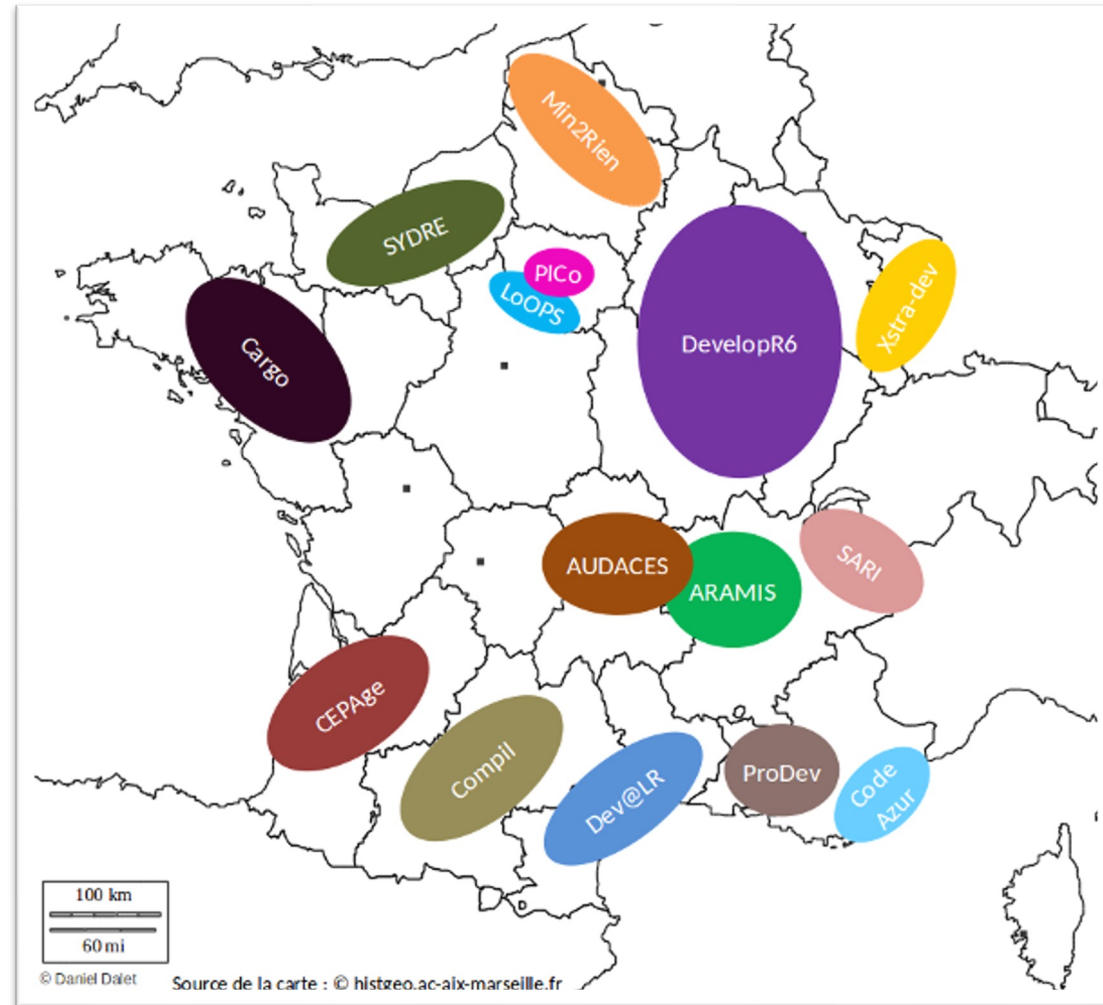 Min2Rien
SYDRE
PICo
LoOPS
Xstra-dev
DevelopR6
Cargo
AUDACES
ARAMIS
SARI
CEPAge
Compil
Dev@LR
ProDev
Code
Azur
100 km
60 mi
© Daniel Dalet
Source de la carte : © histgeo.ac-aix-marseille.fr